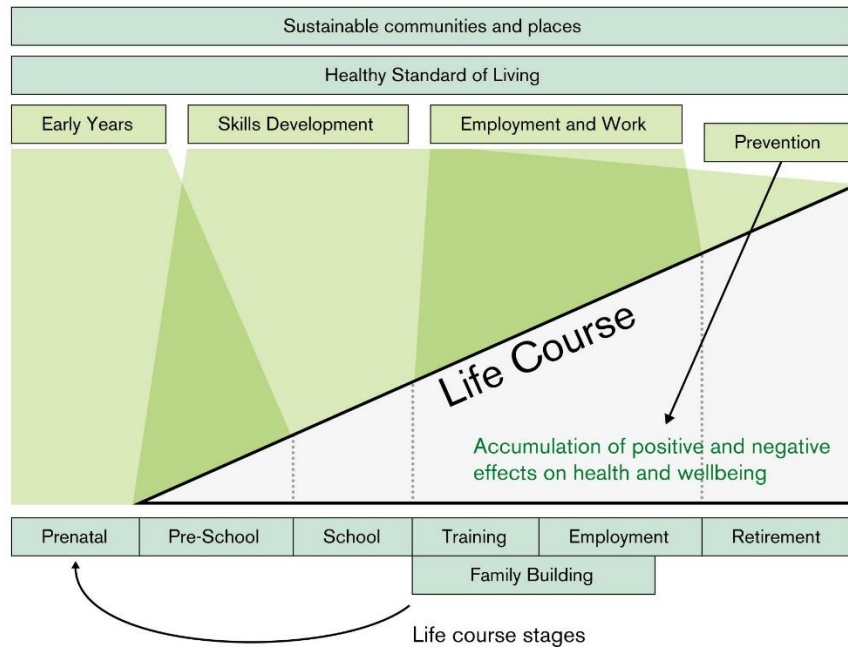 Sustainable communities and places
Healthy Standard of Living
Early Years
Skills Development
Employment and Work
Prevention
Life Course
Accumulation of positive and negative
effects on health and wellbeing
Prenatal
Pre-School
School
Training
Employment
Retirement
Family Building
Life course stages